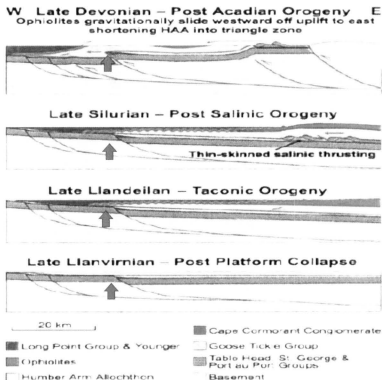 W Late Devonian – Post Acadian Orogeny E
Ophiolites gravitationally slide westward off uplift to east
shortening HAA into triangle zone
Late Silurian – Post Salinic Orogeny
Thin-skinned salinic thrusting
Late Llandeilan – Taconic Orogeny
Late Llanvirnian – Post Platform Collapse
20 km
Cape Cormorant Conglomerate
Long Point Group & Younger
Goose Tickle Group
Ophiolites
Table Head, St. George &
Port au Port Groups
Humber Arm Allochthon
Basement